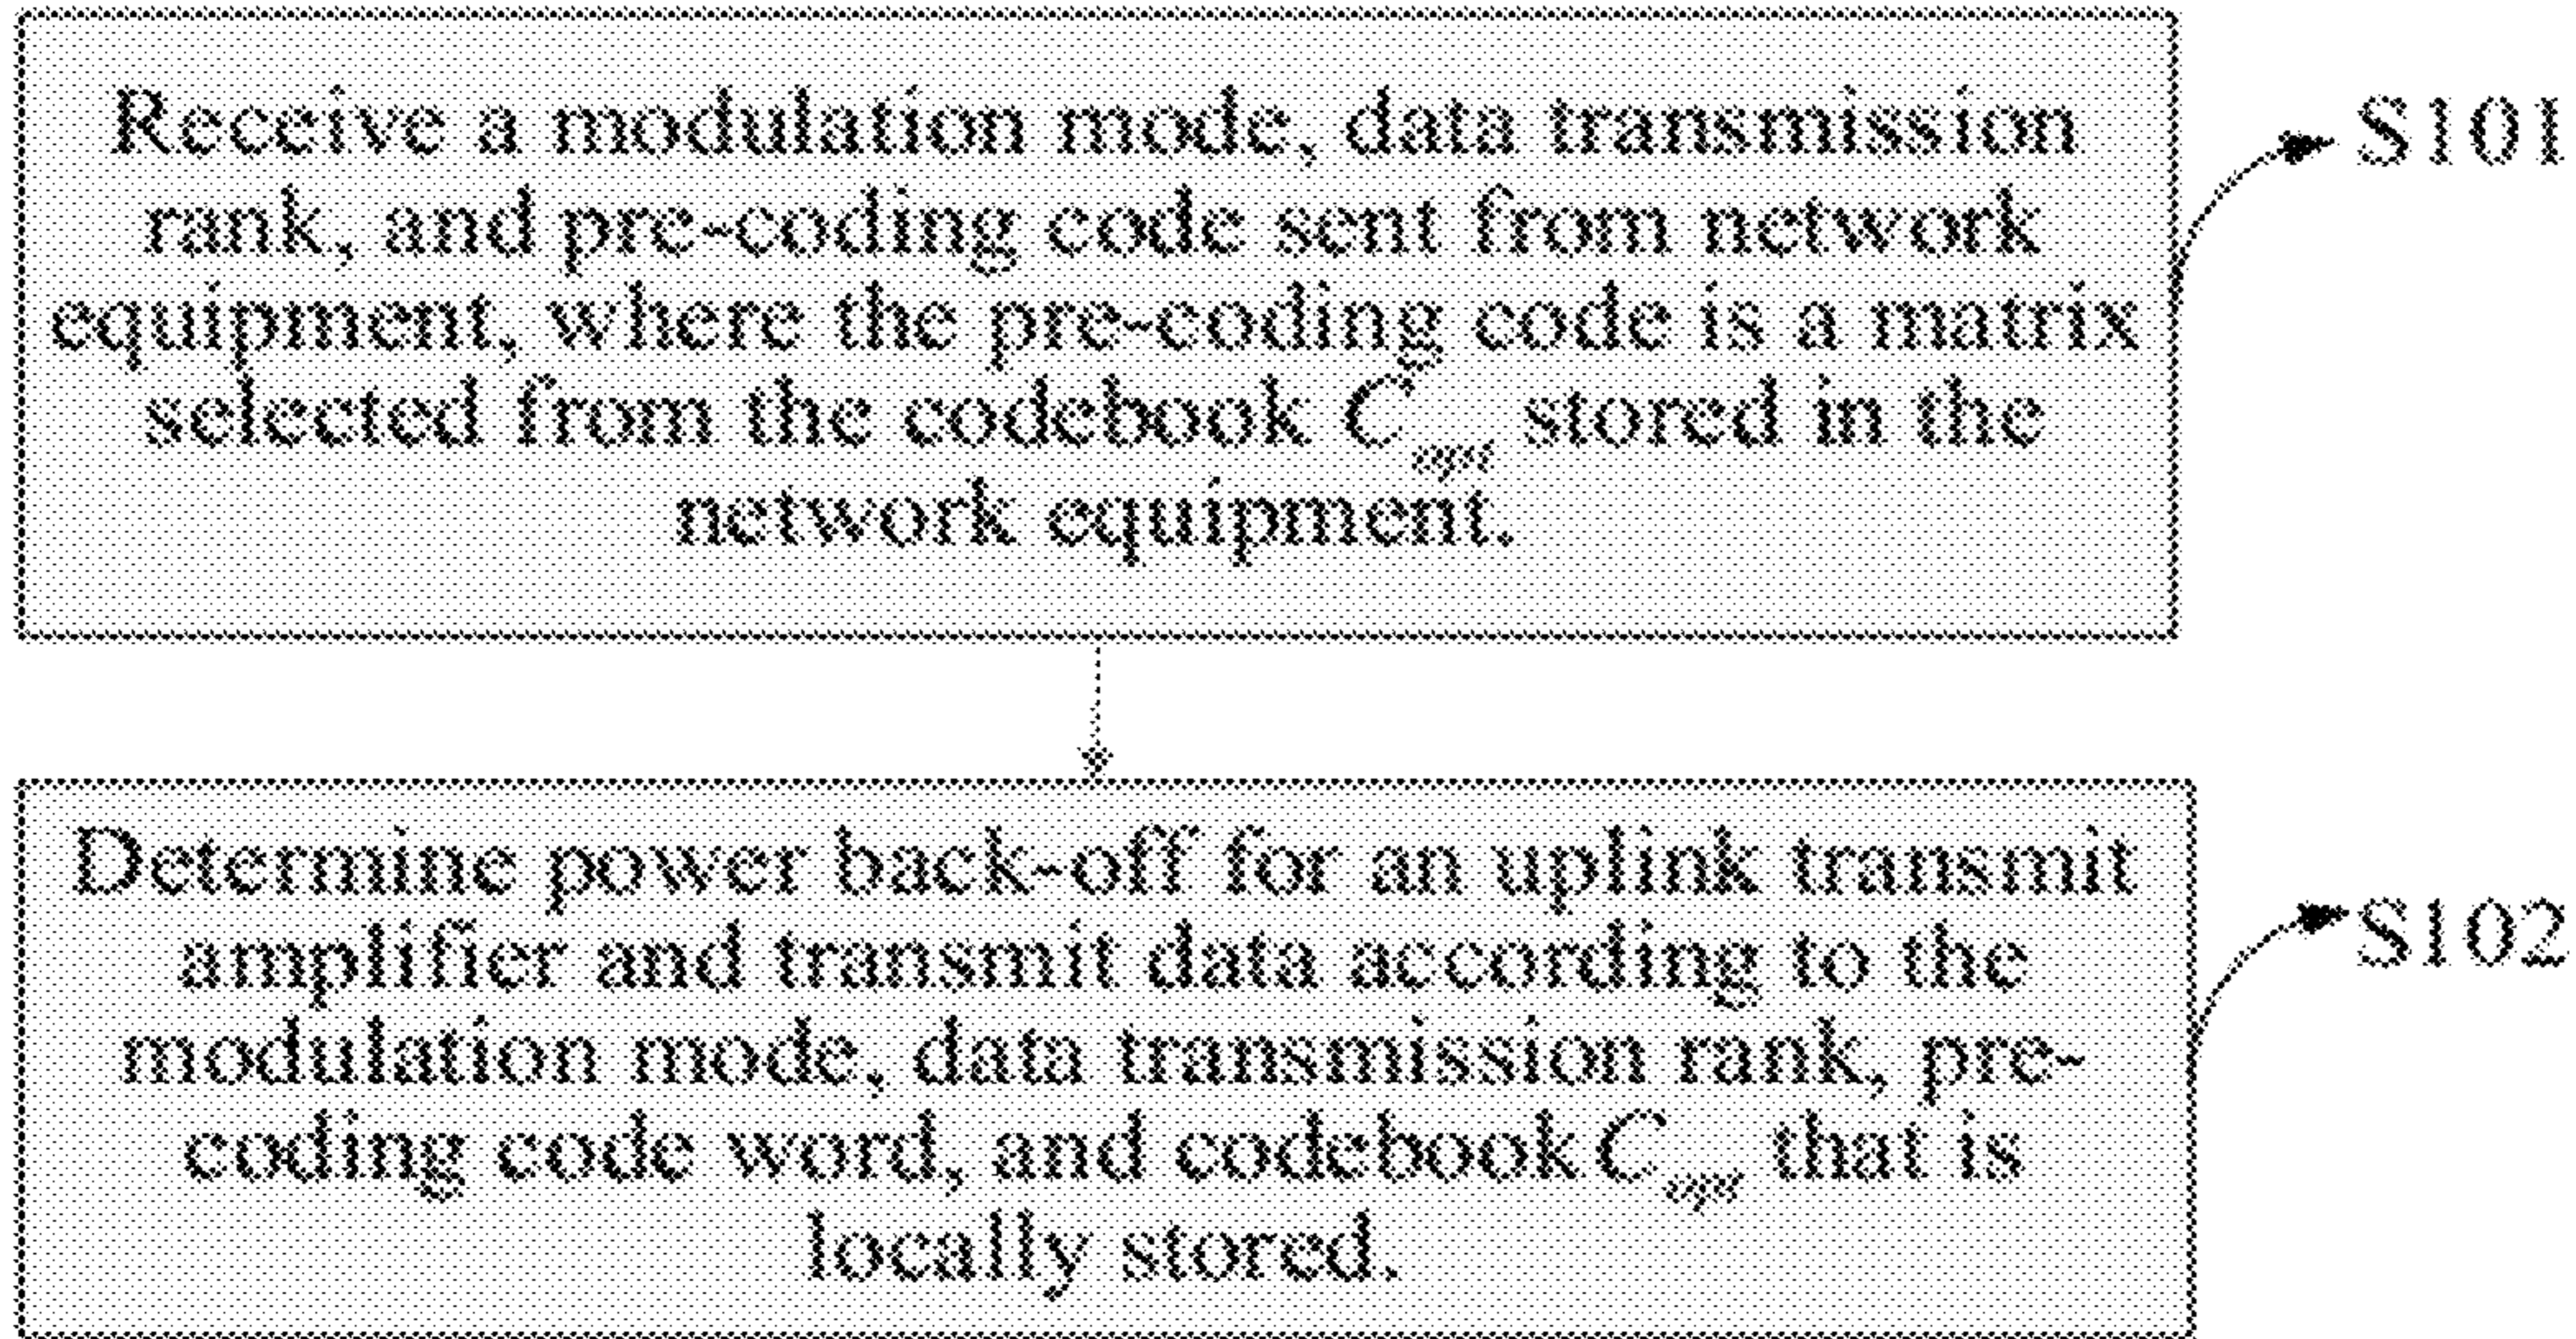 Receive a modulation mode, data transmission
S101
rank, and pre-coding code sent from network
equipment, where the pre-coding code is a matrix
selected from the codebook C stored in the
network equipment.
Determine power back-off for an uplink transmit
S102
amplifier and transmit data according to the
modulation mode, data transmission rank, pre-
coding code word, and codebook C that is
locally stored.